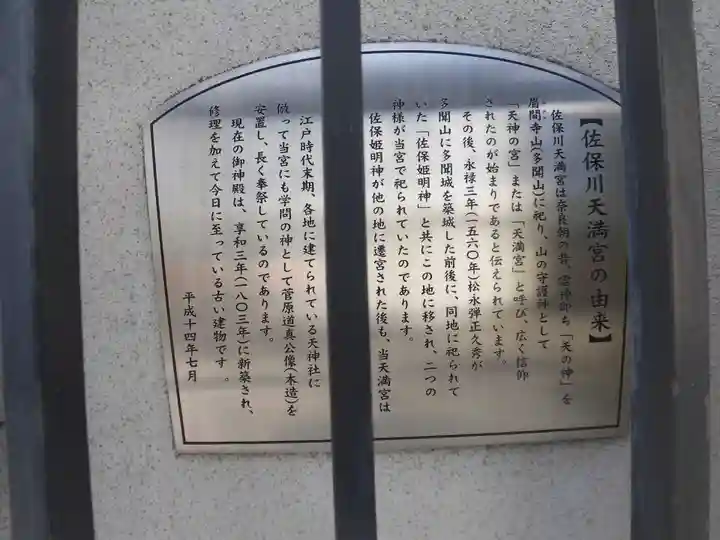 【佐保川天満宮の由来】
佐保川天満宮は奈良朝の昔、雷神即ち「天の神」を
眉間寺山(多聞山)に祀り、山の守護神として
「天神の宮」または「天満宮」と呼び、広く信仰
されたのが始まりであると伝えられています。
その後、永禄三年(一五六〇年)松永弾正久秀が
多聞山に多聞城を築城した前後に、同地に祀られて
いた「佐保姫明神」と共にこの地に移され、二つの
神様が当宮で祀られていたのであります。
佐保姫明神が他の地に遷宮された後も、当天満宮は
江戸時代末期、各地に建てられている天神社に
倣って当宮にも学問の神として菅原道真公像(木造)を
安置し、長く奉祭しているのであります。
現在の御神殿は、享和三年(一八〇三年)に新築され、
修理を加えて今日に至っている古い建物です。
平成十四年七月